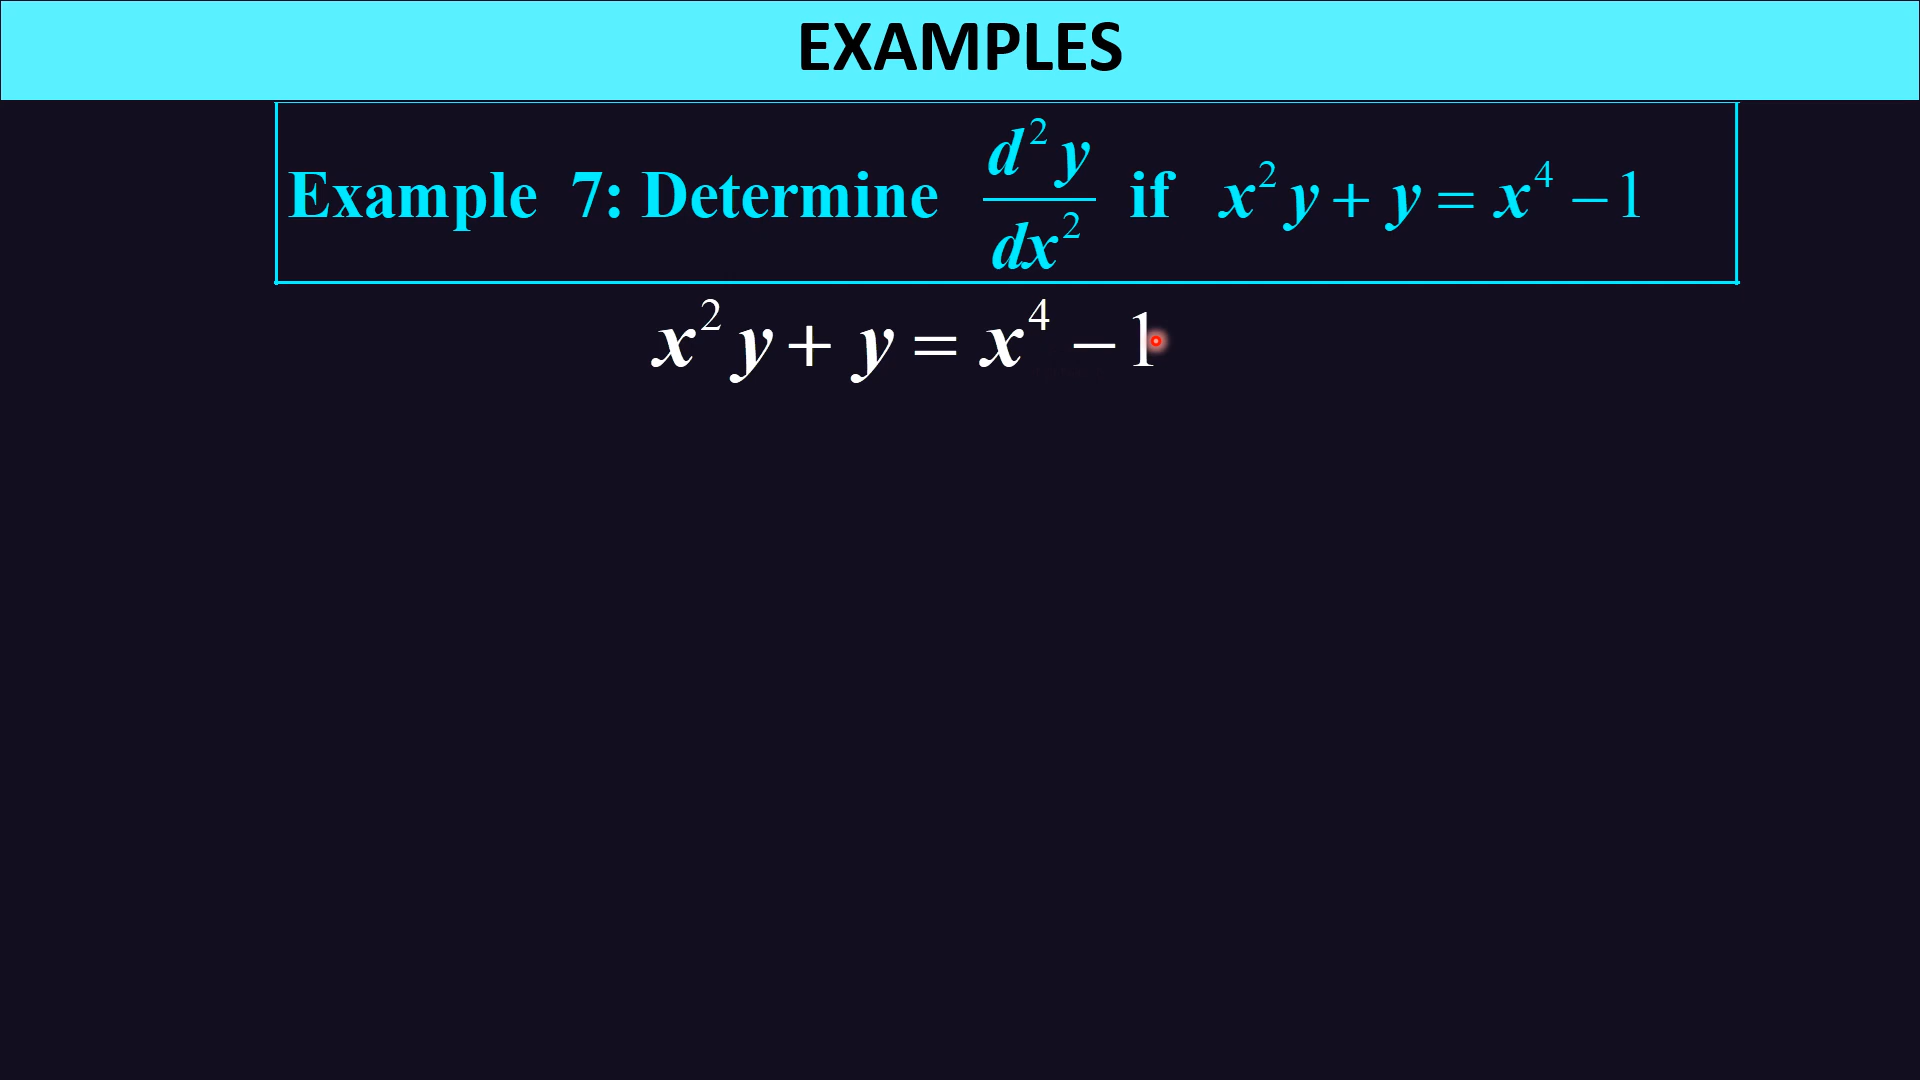 EXAMPLES
Example 7: Determine d²y/dx² if x²y + y = x⁴ − 1
x²y + y = x⁴ − 1